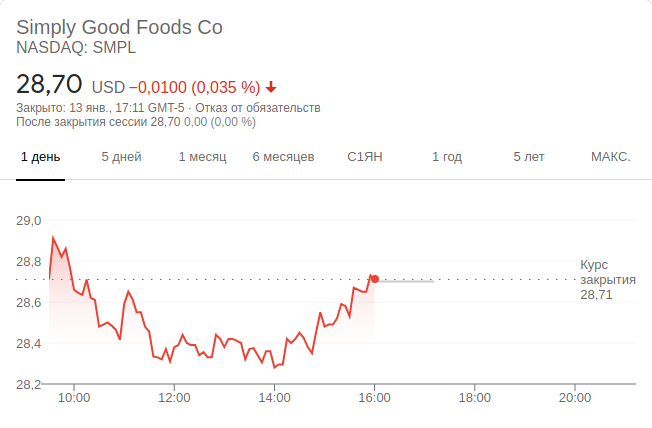 Simply Good Foods Co
NASDAQ: SMPL
28,70 USD −0,0100 (0,035 %)
Закрыто: 13 янв., 17:11 GMT-5 · Отказ от обязательств
После закрытия сессии 28,70 0,00 (0,00 %)
1 день 5 дней 1 месяц 6 месяцев С1ЯН 1 год 5 лет МАКС.
29,0
28,8
28,6
28,4
28,2
Курс
закрытия
28,71
10:00 12:00 14:00 16:00 18:00 20:00